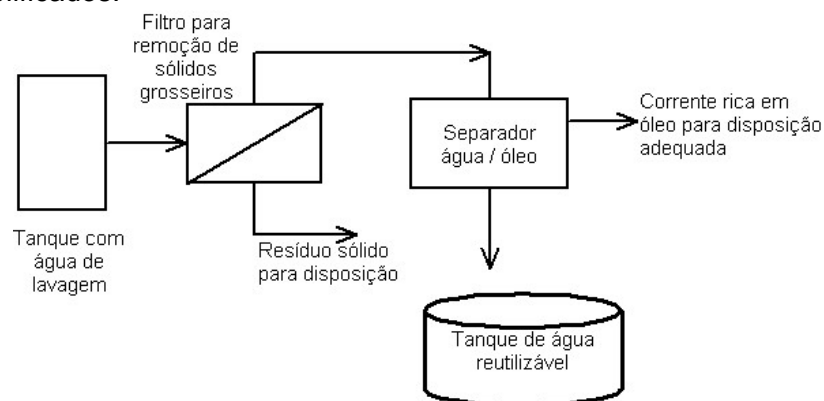 Filtro para
remoção de
sólidos
grosseiros
Corrente rica em
óleo para disposição
adequada
Separador
água / óleo
Tanque com
água de
lavagem
Resíduo sólido
para disposição
Tanque de água
reutilizável